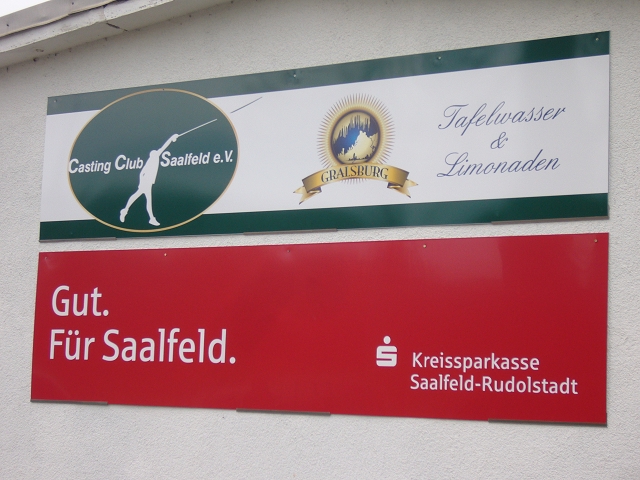 Casting Club Saalfeld e.V.
GRALSBURG
Tafelwasser
&
Limonaden
Gut.
Für Saalfeld.
Kreissparkasse
Saalfeld-Rudolstadt